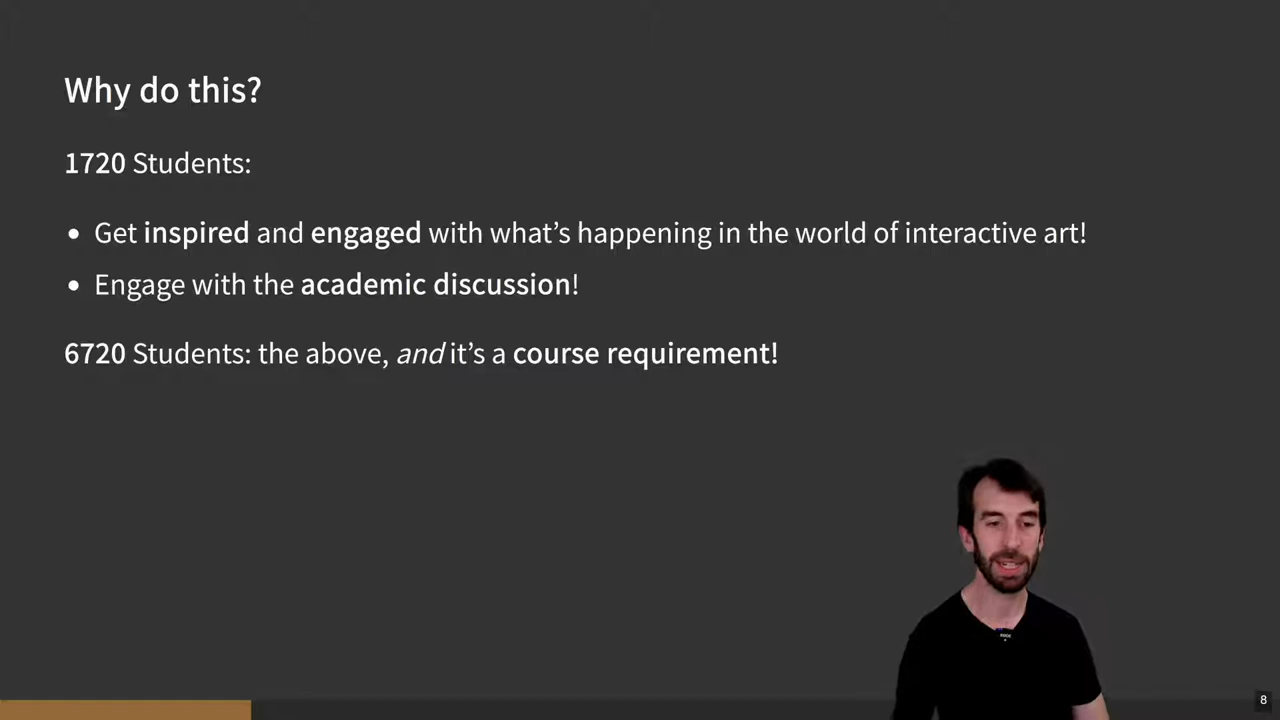 Why do this?
1720 Students:
• Get inspired and engaged with what's happening in the world of interactive art!
• Engage with the academic discussion!
6720 Students: the above, and it's a course requirement!
8